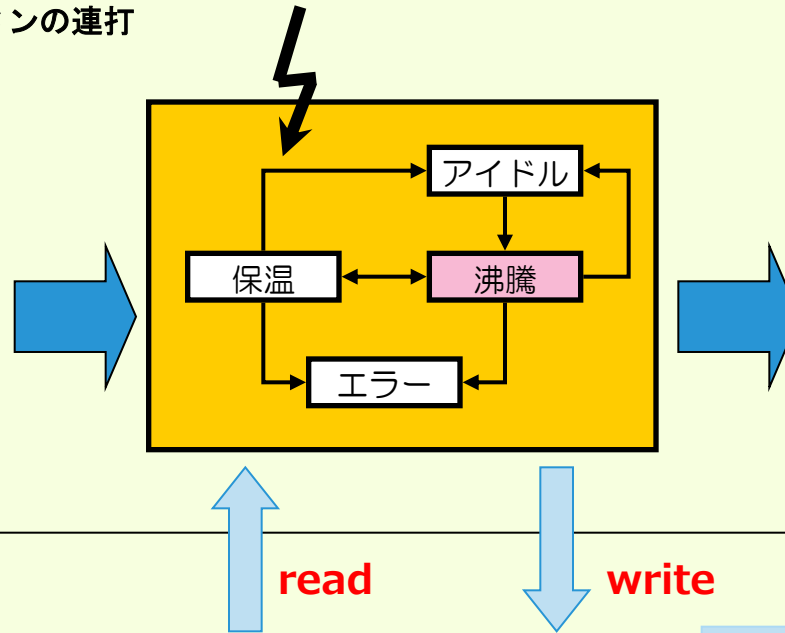 ンの連打
アイドル
保温
沸騰
エラー
read
write